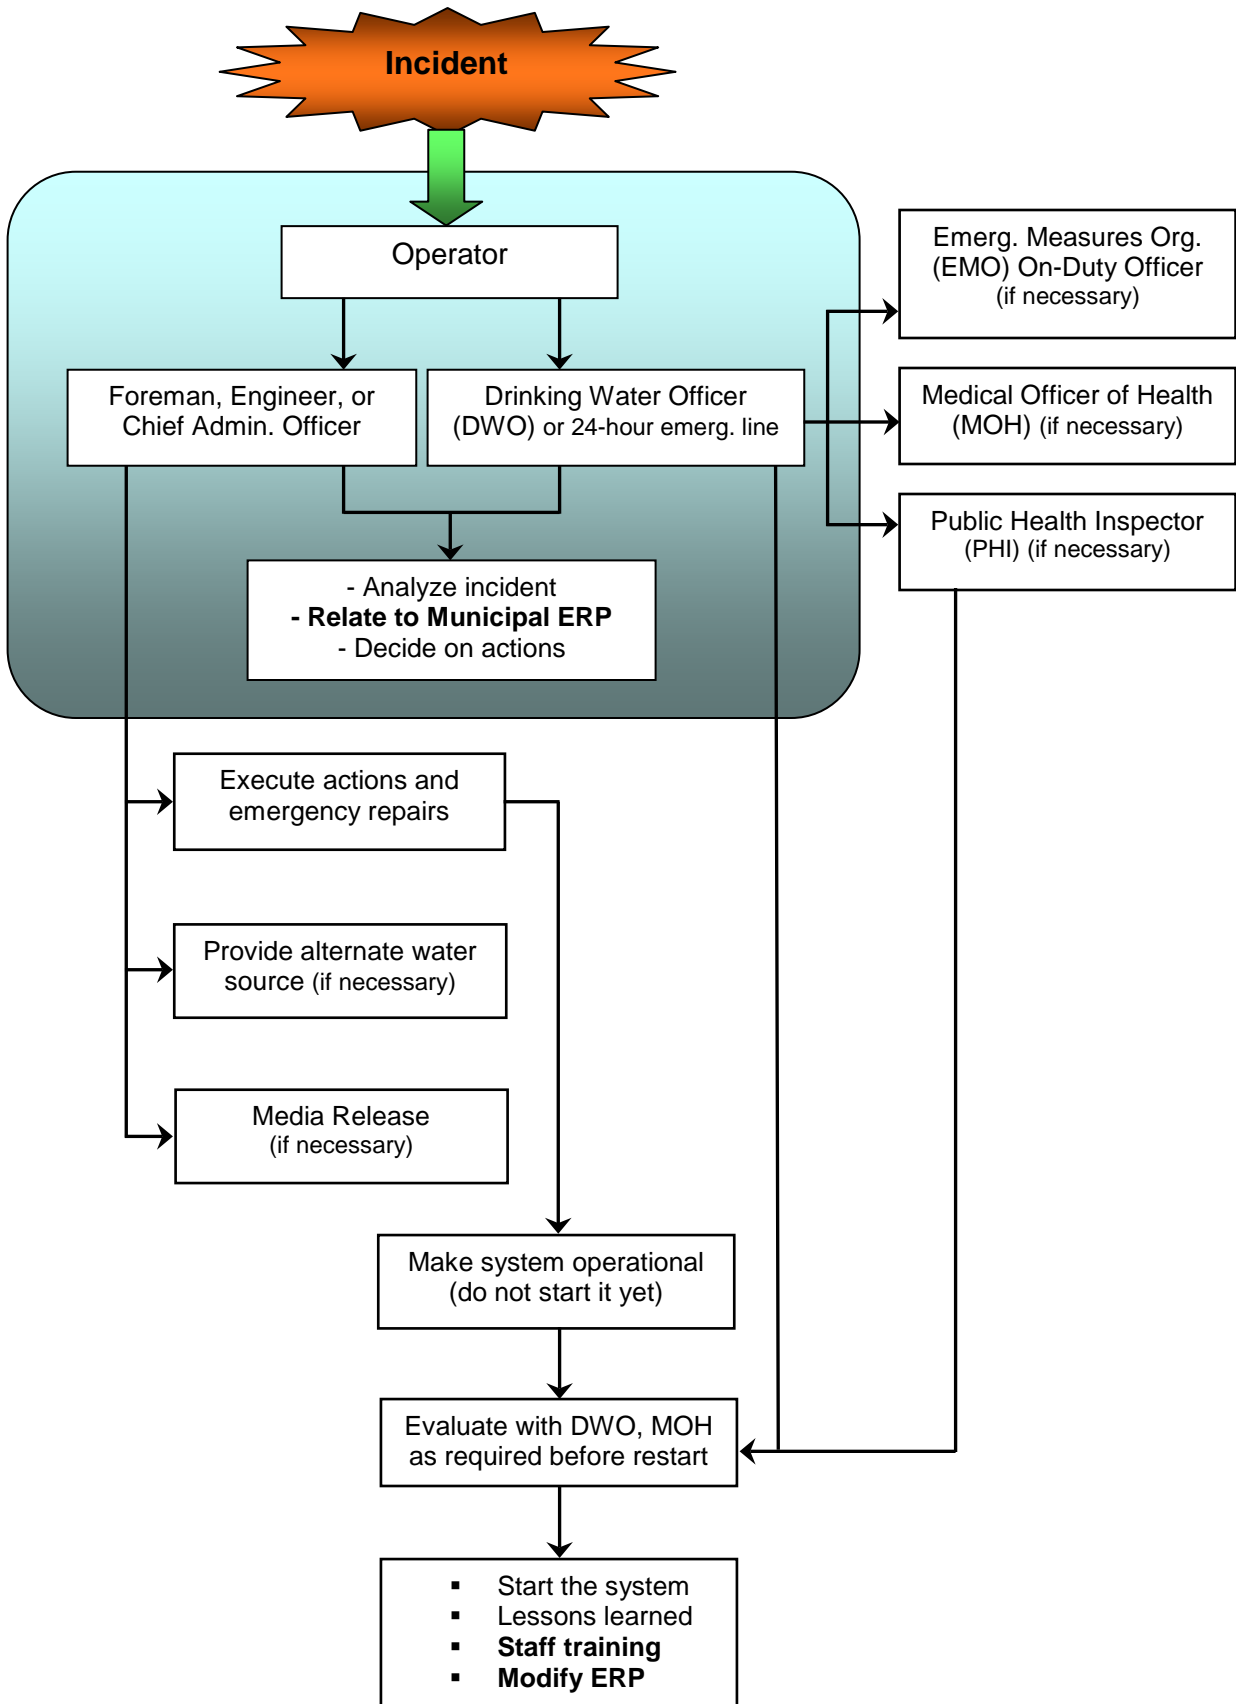 Incident
Operator
Emerg. Measures Org.
(EMO) On-Duty Officer
(if necessary)
Foreman, Engineer, or
Chief Admin. Officer
Drinking Water Officer
(DWO) or 24-hour emerg. line
Medical Officer of Health
(MOH) (if necessary)
Public Health Inspector
(PHI) (if necessary)
- Analyze incident
- Relate to Municipal ERP
- Decide on actions
Execute actions and
emergency repairs
Provide alternate water
source (if necessary)
Media Release
(if necessary)
Make system operational
(do not start it yet)
Evaluate with DWO, MOH
as required before restart
▪ Start the system
▪ Lessons learned
▪ Staff training
▪ Modify ERP